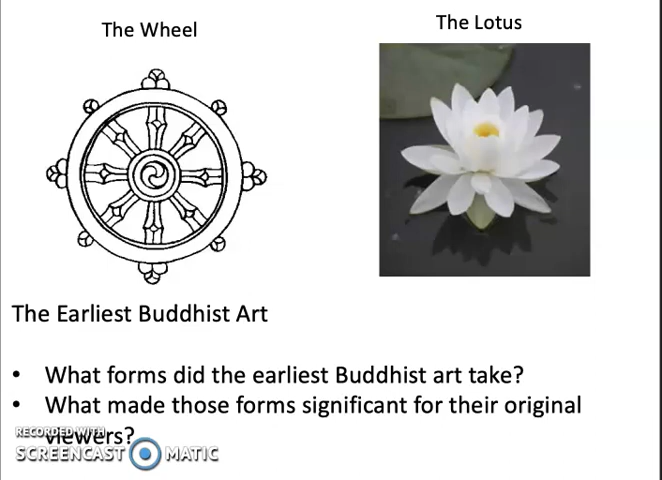 The Wheel
The Lotus
The Earliest Buddhist Art
• What forms did the earliest Buddhist art take?
• What made those forms significant for their original
viewers?
RECORDED WITH
SCREENCAST MATIC